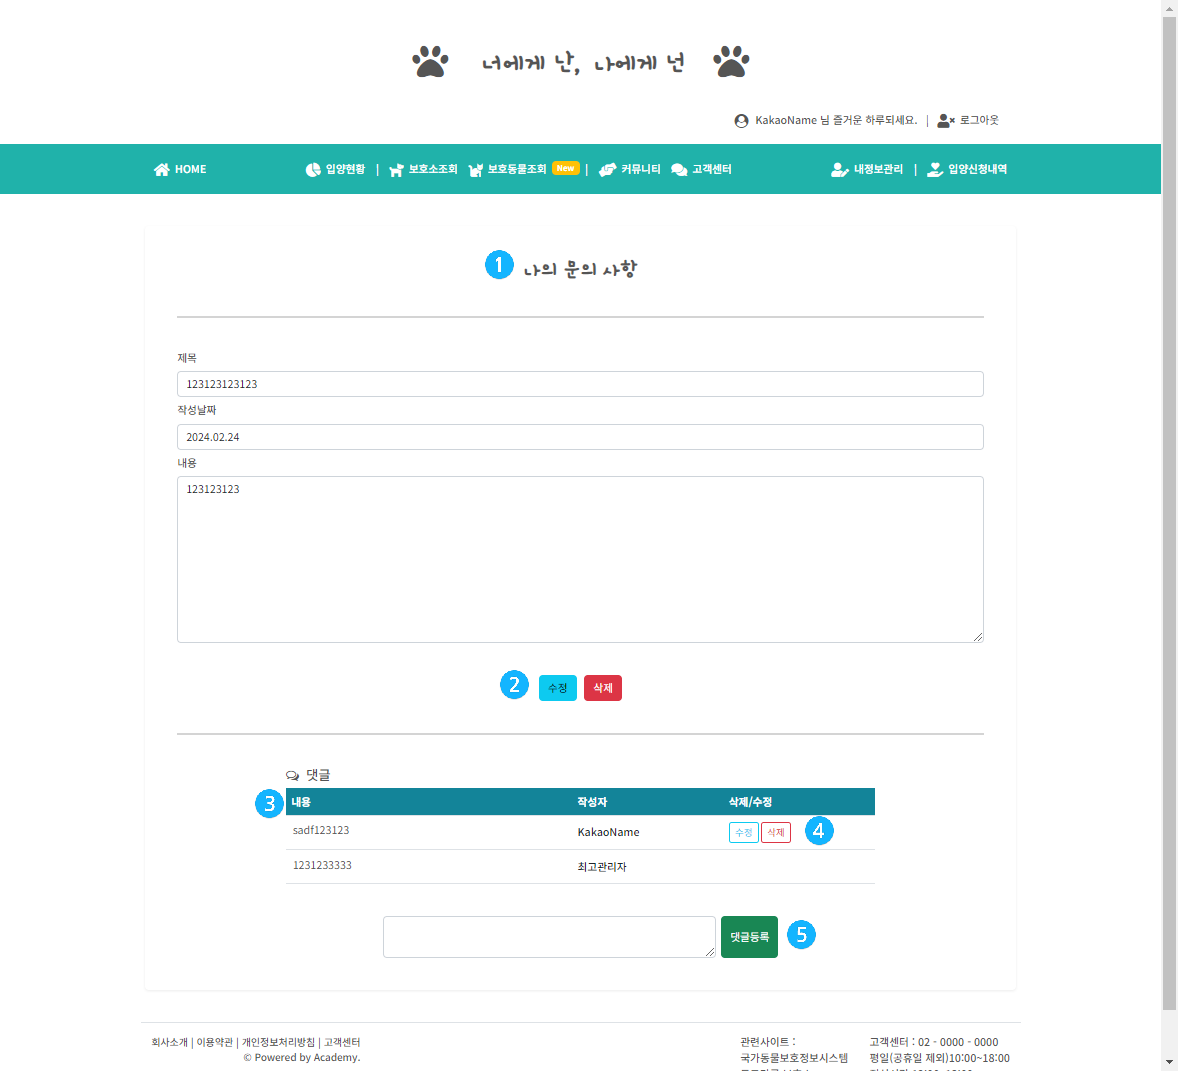 너에게 난, 나에게 넌
KakaoName 님 즐거운 하루되세요. | 로그아웃
HOME 입양현황 | 보호소조회 보호동물조회 New | 커뮤니티 고객센터 내정보관리 | 입양신청내역
1 나의 문의 사항
제목
123123123123
작성날짜
2024.02.24
내용
123123123
2 수정 삭제
댓글
3 내용 작성자 삭제/수정
sadf123123 KakaoName 수정 삭제 4
1231233333 최고관리자
댓글등록 5
회사소개 | 이용약관 | 개인정보처리방침 | 고객센터
© Powered by Academy.
관련사이트 :
국가동물보호정보시스템
고객센터 : 02 - 0000 - 0000
평일(공휴일 제외)10:00~18:00